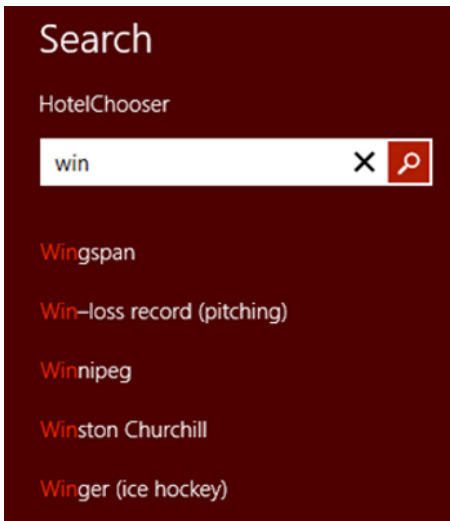 Search
HotelChooser
win
Wingspan
Win–loss record (pitching)
Winnipeg
Winston Churchill
Winger (ice hockey)